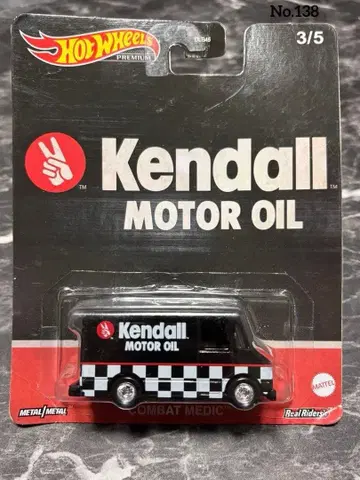 No.138
HOT WHEELS
PREMIUM
3/5
Kendall™
MOTOR OIL
Kendall
MOTOR OIL
COMBAT MEDIC
METAL/METAL
MATTEL
Real Riders